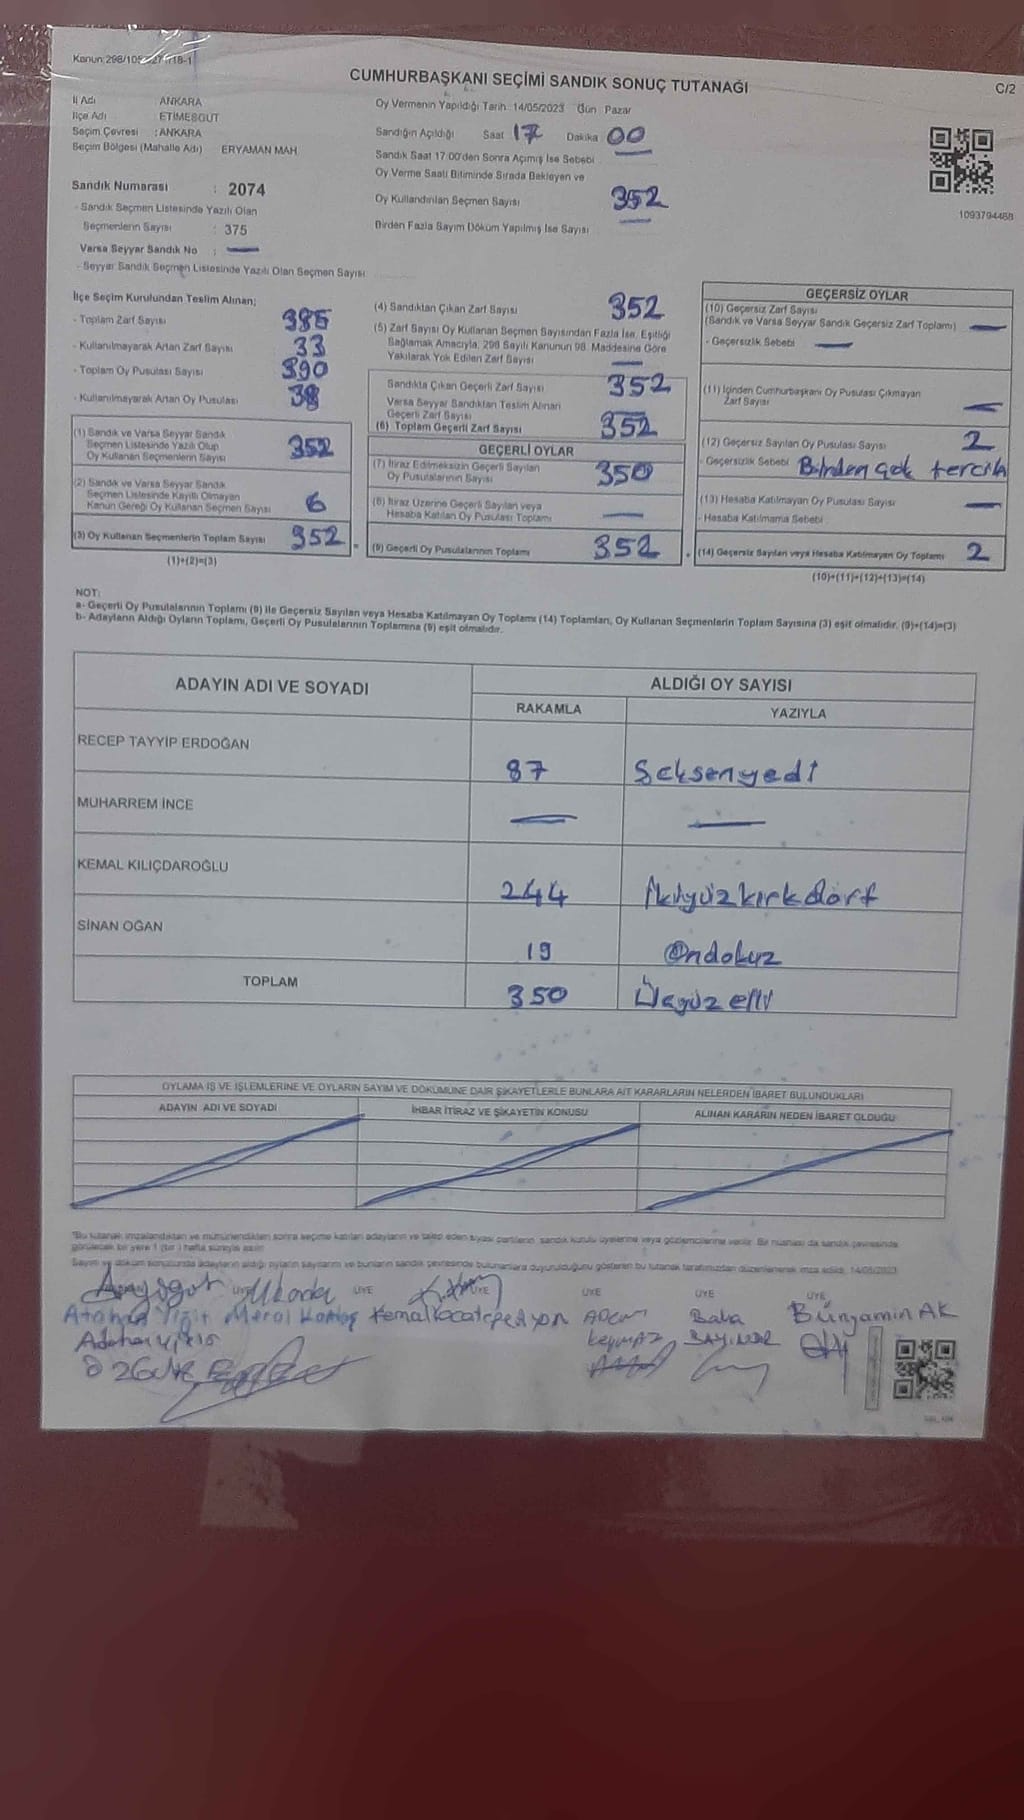 Kanun:298/105
CUMHURBAŞKANI SEÇİMİ SANDIK SONUÇ TUTANAĞI
C/2
İl Adı : ANKARA
İlçe Adı : ETİMESGUT
Seçim Çevresi : ANKARA
Seçim Bölgesi (Mahalle Adı) ERYAMAN MAH.
Sandık Numarası : 2074
- Sandık Seçmen Listesinde Yazılı Olan
Seçmenlerin Sayısı : 375
Varsa Seyyar Sandık No : —
- Seyyar Sandık Seçmen Listesinde Yazılı Olan Seçmen Sayısı
Oy Vermenin Yapıldığı Tarih: 14/05/2023 Gün : Pazar
Sandığın Açıldığı Saat 17 Dakika 00
Sandık Saat 17:00'den Sonra Açılmış İse Sebebi : —
Oy Verme Saati Bitiminde Sırada Bekleyen ve
Oy Kullandırılan Seçmen Sayısı 352
Birden Fazla Sayım Döküm Yapılmış İse Sayısı —
1093794488
İlçe Seçim Kurulundan Teslim Alınan;
- Toplam Zarf Sayısı 385
- Kullanılmayarak Artan Zarf Sayısı 33
- Toplam Oy Pusulası Sayısı 390
- Kullanılmayarak Artan Oy Pusulası 38
(1) Sandık ve Varsa Seyyar Sandık
Seçmen Listesinde Yazılı Olup
Oy Kullanan Seçmenlerin Sayısı 352
(2) Sandık ve Varsa Seyyar Sandık
Seçmen Listesinde Kayıtlı Olmayan
Kanun Gereği Oy Kullanan Seçmen Sayısı 6
(3) Oy Kullanan Seçmenlerin Toplam Sayısı 352
(1)+(2)=(3)
(4) Sandıktan Çıkan Zarf Sayısı 352
(5) Zarf Sayısı Oy Kullanan Seçmen Sayısından Fazla İse, Eşitliği
Sağlamak Amacıyla, 298 Sayılı Kanunun 98. Maddesine Göre
Yakılarak Yok Edilen Zarf Sayısı —
Sandıkta Çıkan Geçerli Zarf Sayısı 352
Varsa Seyyar Sandıktan Teslim Alınan
Geçerli Zarf Sayısı
(6) Toplam Geçerli Zarf Sayısı 352
GEÇERLİ OYLAR
(7) İtiraz Edilmeksizin Geçerli Sayılan
Oy Pusulalarının Sayısı 350
(8) İtiraz Üzerine Geçerli Sayılan veya
Hesaba Katılan Oy Pusulası Toplamı —
(9) Geçerli Oy Pusulalarının Toplamı 352
GEÇERSİZ OYLAR
(10) Geçersiz Zarf Sayısı
(Sandık ve Varsa Seyyar Sandık Geçersiz Zarf Toplamı) —
- Geçersizlik Sebebi : —
(11) İçinden Cumhurbaşkanı Oy Pusulası Çıkmayan
Zarf Sayısı —
(12) Geçersiz Sayılan Oy Pusulası Sayısı 2
- Geçersizlik Sebebi : Birden çok tercih
(13) Hesaba Katılmayan Oy Pusulası Sayısı —
- Hesaba Katılmama Sebebi :
(14) Geçersiz Sayılan veya Hesaba Katılmayan Oy Toplamı 2
(10)+(11)+(12)+(13)=(14)
NOT:
a- Geçerli Oy Pusulalarının Toplamı (9) ile Geçersiz Sayılan veya Hesaba Katılmayan Oy Toplamı (14) Toplamları, Oy Kullanan Seçmenlerin Toplam Sayısına (3) eşit olmalıdır. (9)+(14)=(3)
b- Adayların Aldığı Oyların Toplamı, Geçerli Oy Pusulalarının Toplamına (9) eşit olmalıdır.
ADAYIN ADI VE SOYADI
ALDIĞI OY SAYISI
RAKAMLA YAZIYLA
RECEP TAYYİP ERDOĞAN 87 Seksenyedi
MUHARREM İNCE — —
KEMAL KILIÇDAROĞLU 244 İkiyüzkırkdört
SİNAN OĞAN 19 Ondokuz
TOPLAM 350 Üçyüzelli
OYLAMA İŞ VE İŞLEMLERİNE VE OYLARIN SAYIM VE DÖKÜMÜNE DAİR ŞİKAYETLERLE BUNLARA AİT KARARLARIN NELERDEN İBARET BULUNDUKLARI
ADAYIN ADI VE SOYADI İHBAR İTİRAZ VE ŞİKAYETİN KONUSU ALINAN KARARIN NEDEN İBARET OLDUĞU
ÜYE ÜYE ÜYE ÜYE ÜYE ÜYE
Meral Kemal Kocatepe Adem Baha Bünyamin AK
BAYINDIR